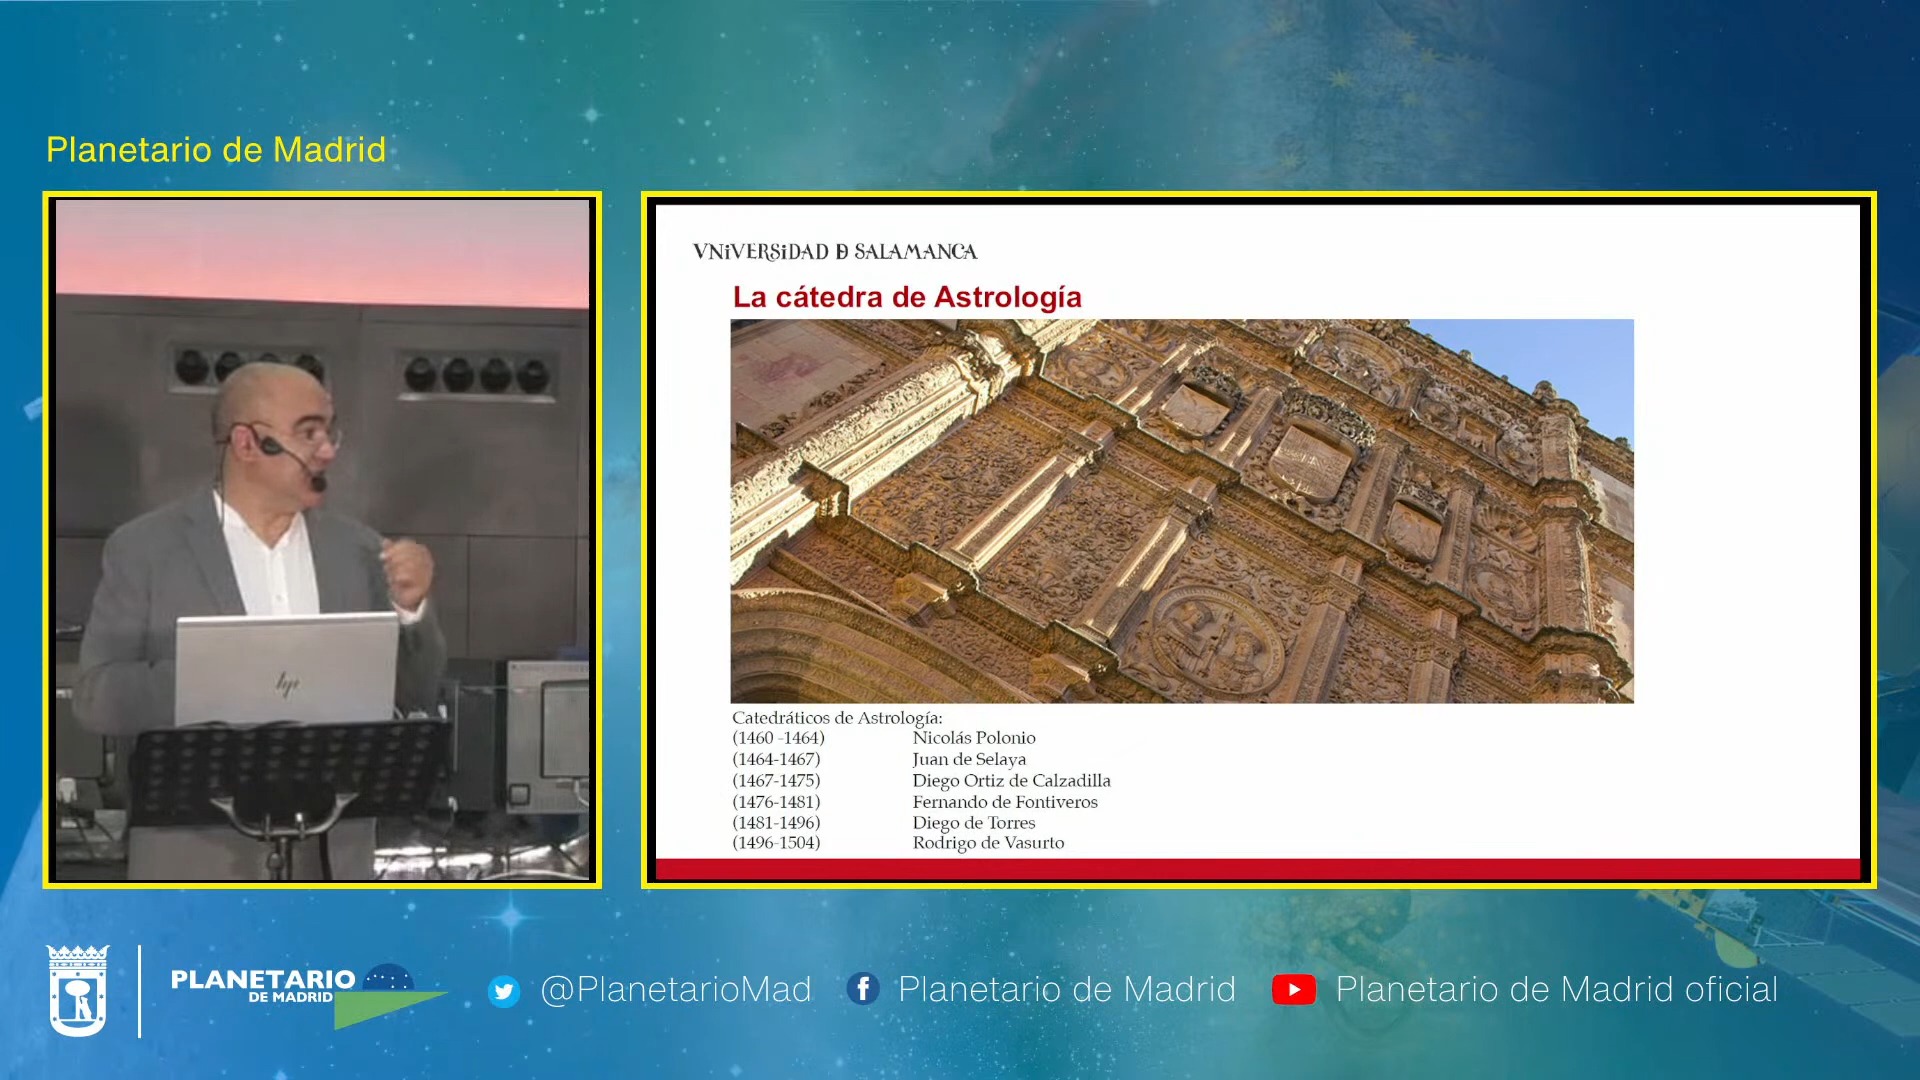 Planetario de Madrid
VNiVERSiDAD Ð SALAMANCA
La cátedra de Astrología
Catedráticos de Astrología:
(1460 -1464) Nicolás Polonio
(1464-1467) Juan de Selaya
(1467-1475) Diego Ortiz de Calzadilla
(1476-1481) Fernando de Fontiveros
(1481-1496) Diego de Torres
(1496-1504) Rodrigo de Vasurto
hp
PLANETARIO
DE MADRID
@PlanetarioMad
Planetario de Madrid
Planetario de Madrid oficial